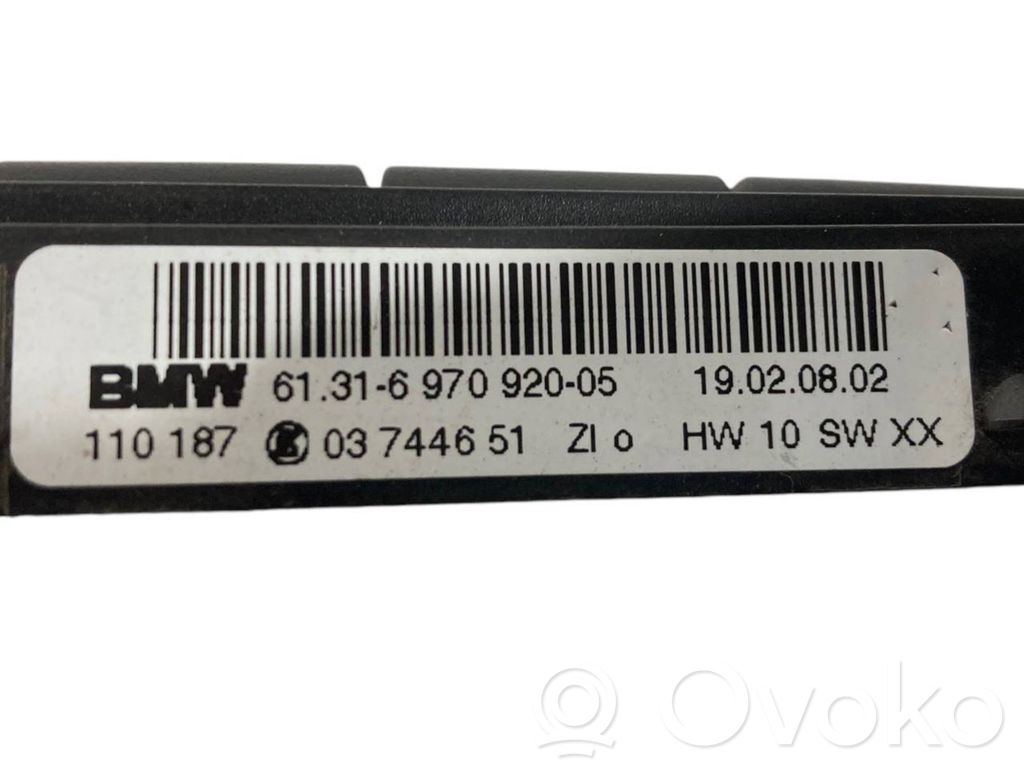 BMW 61.31-6 970 920-05 19.02.08.02
110 187 K 03 7446 51 ZI o HW 10 SW XX
Ovoko